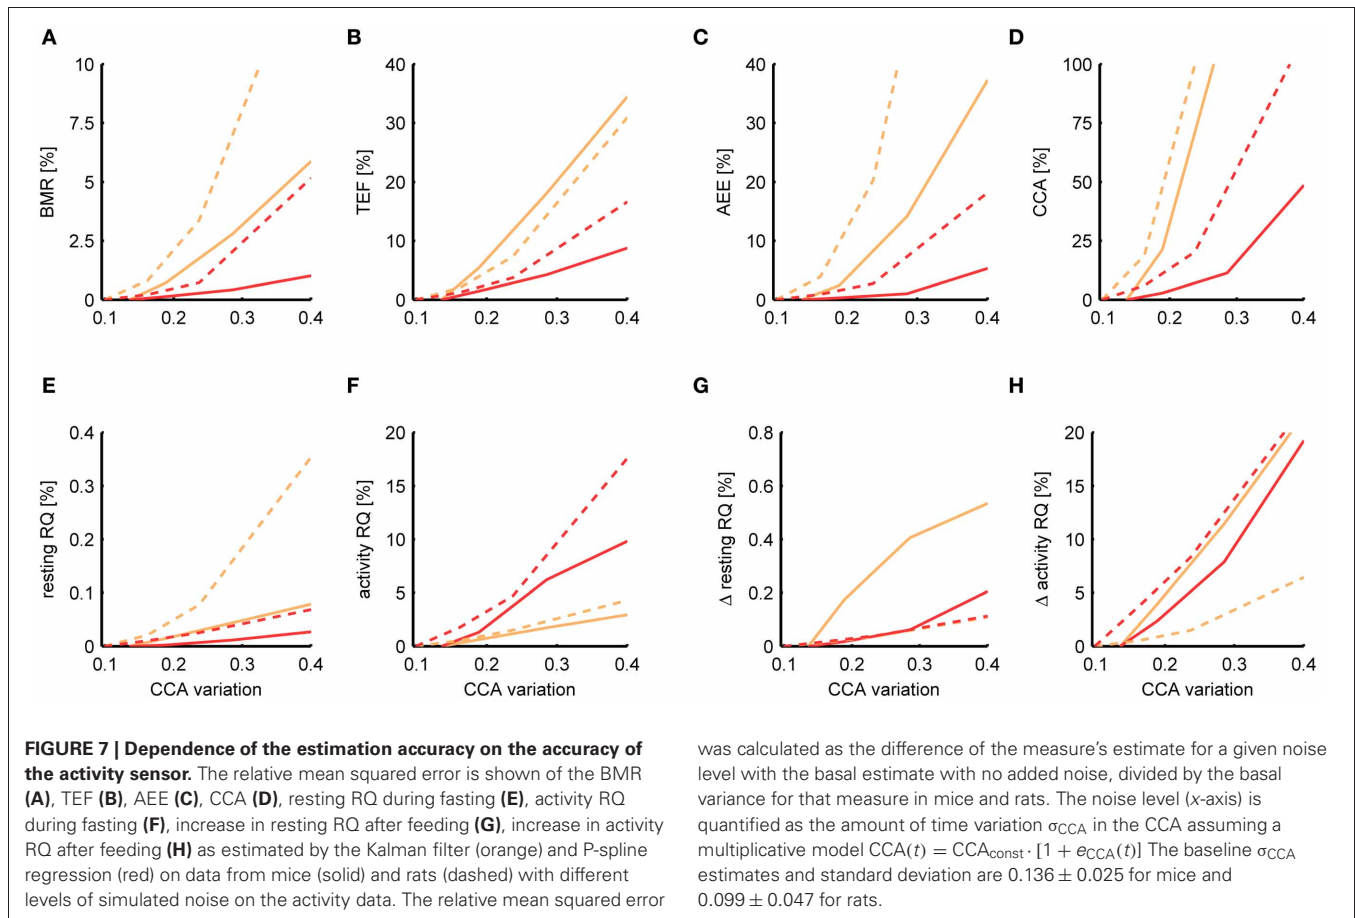 A
B
C
D
10
7.5
5
2.5
0
BMR [%]
0.1 0.2 0.3 0.4
40
30
20
10
0
TEF [%]
0.1 0.2 0.3 0.4
40
30
20
10
0
AEE [%]
0.1 0.2 0.3 0.4
100
75
50
25
0
CCA [%]
0.1 0.2 0.3 0.4
E
F
G
H
0.4
0.3
0.2
0.1
0
resting RQ [%]
0.1 0.2 0.3 0.4
CCA variation
20
15
10
5
0
activity RQ [%]
0.1 0.2 0.3 0.4
CCA variation
0.8
0.6
0.4
0.2
0
Δ resting RQ [%]
0.1 0.2 0.3 0.4
CCA variation
20
15
10
5
0
Δ activity RQ [%]
0.1 0.2 0.3 0.4
CCA variation
FIGURE 7 | Dependence of the estimation accuracy on the accuracy of
the activity sensor. The relative mean squared error is shown of the BMR
(A), TEF (B), AEE (C), CCA (D), resting RQ during fasting (E), activity RQ
during fasting (F), increase in resting RQ after feeding (G), increase in activity
RQ after feeding (H) as estimated by the Kalman filter (orange) and P-spline
regression (red) on data from mice (solid) and rats (dashed) with different
levels of simulated noise on the activity data. The relative mean squared error
was calculated as the difference of the measure's estimate for a given noise
level with the basal estimate with no added noise, divided by the basal
variance for that measure in mice and rats. The noise level (x-axis) is
quantified as the amount of time variation σCCA in the CCA assuming a
multiplicative model CCA(t) = CCAconst · [1 + eCCA(t)] The baseline σCCA
estimates and standard deviation are 0.136 ± 0.025 for mice and
0.099 ± 0.047 for rats.